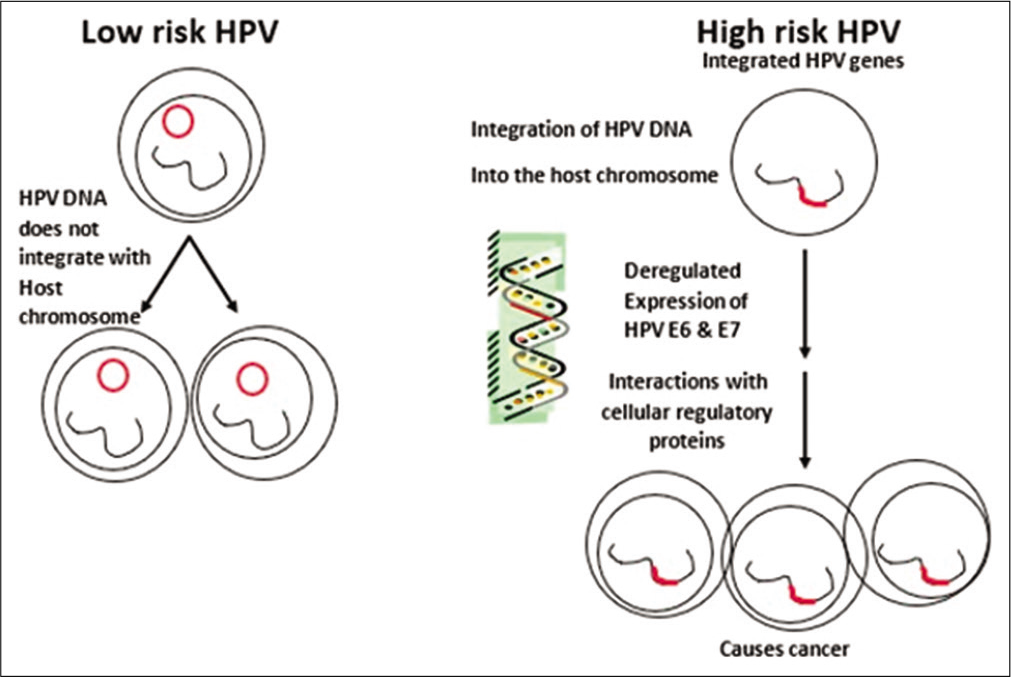 Low risk HPV
HPV DNA
does not
integrate with
Host
chromosome
High risk HPV
Integrated HPV genes
Integration of HPV DNA
Into the host chromosome
Deregulated
Expression of
HPV E6 & E7
Interactions with
cellular regulatory
proteins
Causes cancer